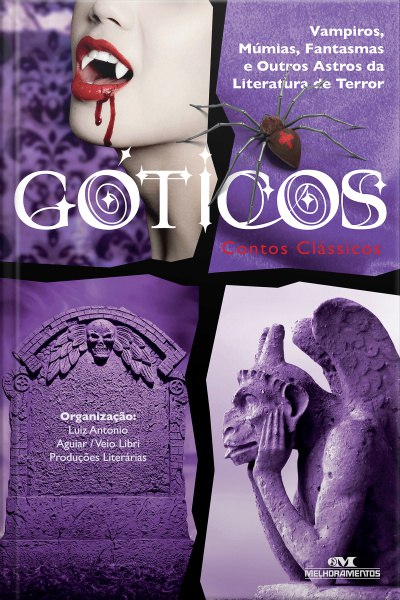 Vampiros,
Múmias, Fantasmas
e Outros Astros da
Literatura de Terror
GÓTICOS
Contos Clássicos
Organização:
Luiz Antonio
Aguiar / Veio Libri
Produções Literárias
M
MELHORAMENTOS